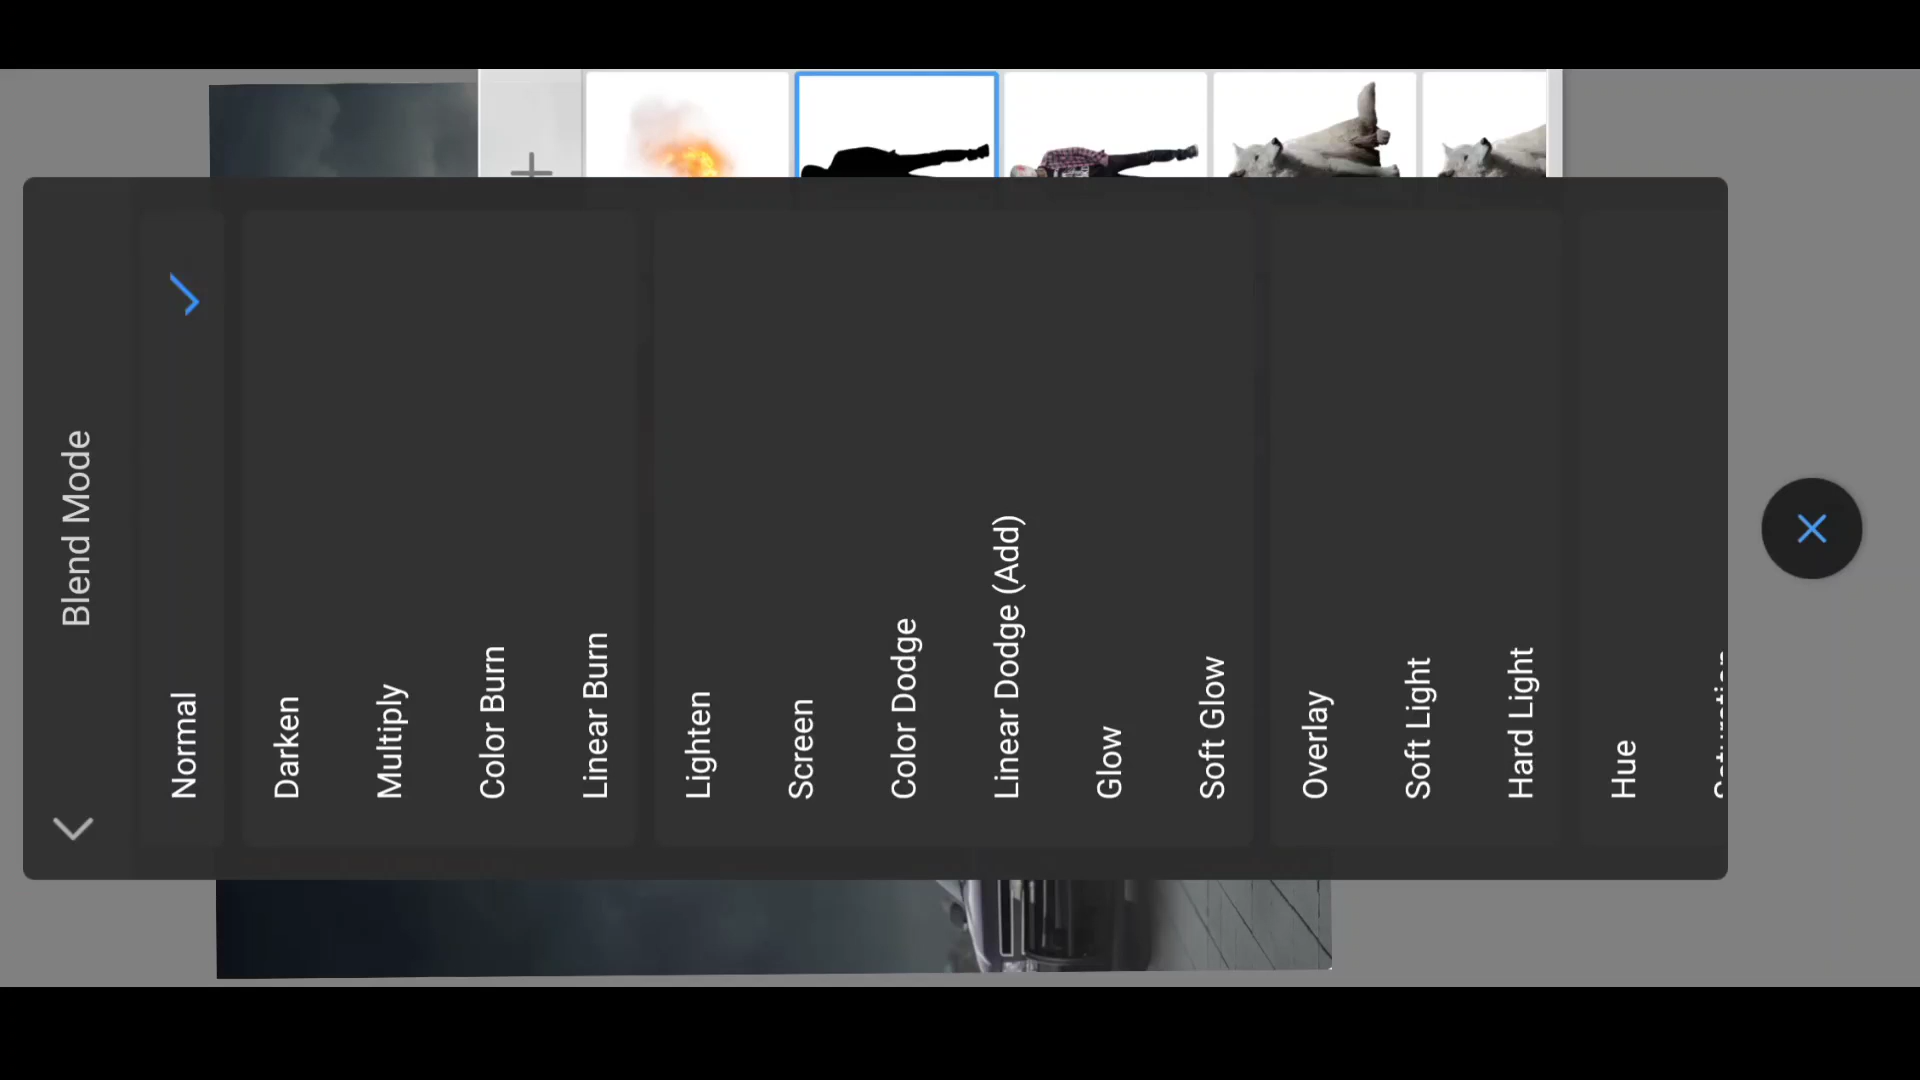 Blend Mode
Normal
Darken
Multiply
Color Burn
Linear Burn
Lighten
Screen
Color Dodge
Linear Dodge (Add)
Glow
Soft Glow
Overlay
Soft Light
Hard Light
Hue